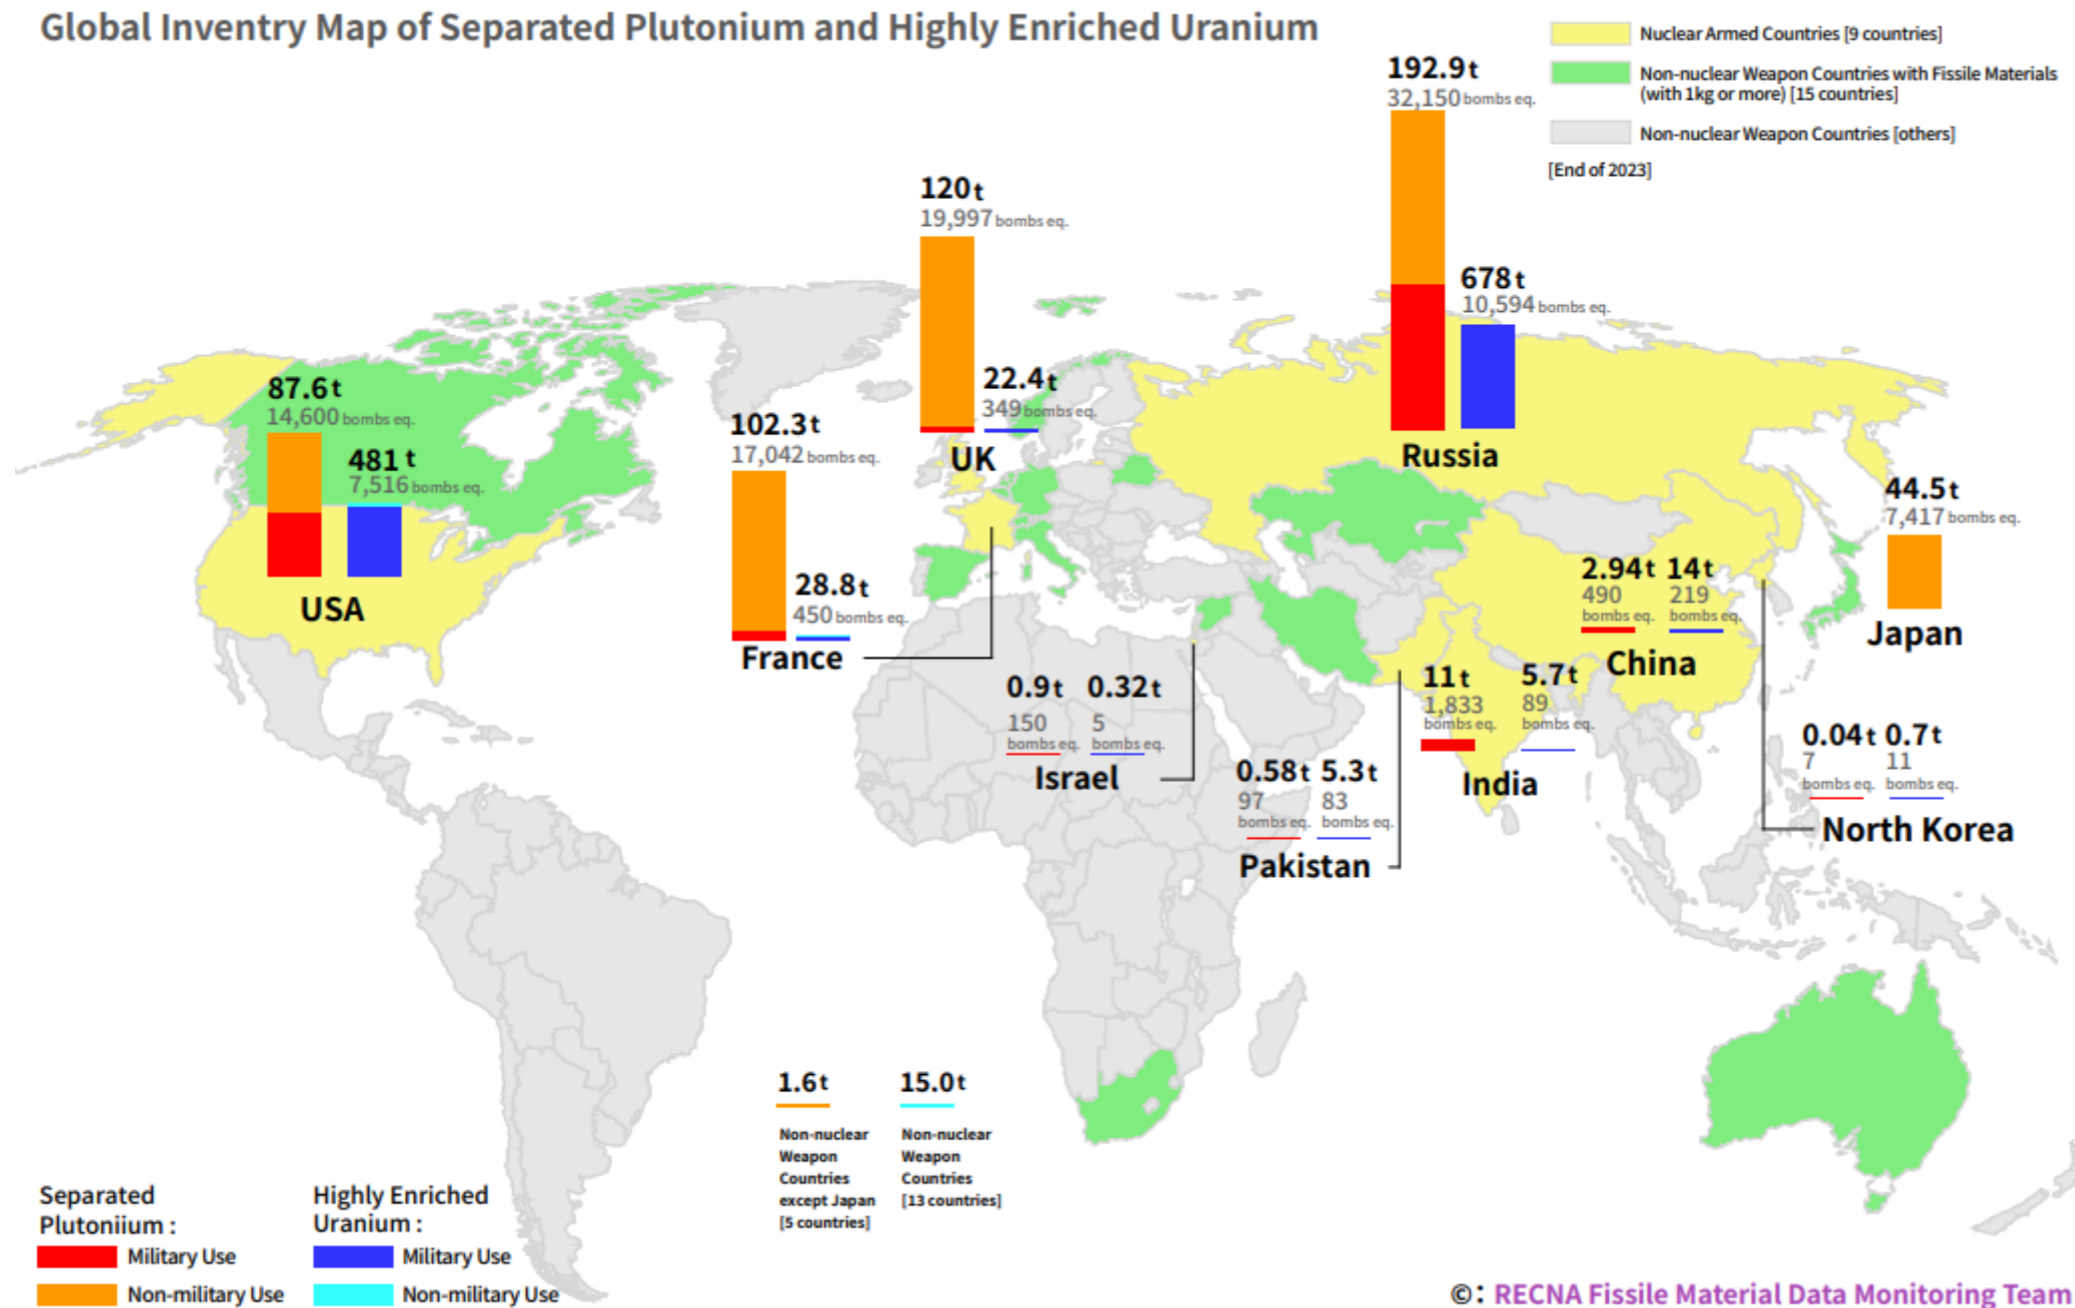 Global Inventry Map of Separated Plutonium and Highly Enriched Uranium
Nuclear Armed Countries [9 countries]
Non-nuclear Weapon Countries with Fissile Materials
(with 1kg or more) [15 countries]
Non-nuclear Weapon Countries [others]
[End of 2023]
192.9t
32,150 bombs eq.
678t
10,594 bombs eq.
Russia
120t
19,997 bombs eq.
22.4t
349 bombs eq.
UK
87.6t
14,600 bombs eq.
481t
7,516 bombs eq.
USA
102.3t
17,042 bombs eq.
28.8t
450 bombs eq.
France
44.5t
7,417 bombs eq.
Japan
2.94t 14t
490 219
bombs eq. bombs eq.
China
0.9t 0.32t
150 5
bombs eq. bombs eq.
Israel
11t 5.7t
1,833 89
bombs eq. bombs eq.
India
0.58t 5.3t
97 83
bombs eq. bombs eq.
Pakistan
0.04t 0.7t
7 11
bombs eq. bombs eq.
North Korea
1.6t
Non-nuclear
Weapon
Countries
except Japan
[5 countries]
15.0t
Non-nuclear
Weapon
Countries
[13 countries]
Separated
Plutoniium :
Military Use
Non-military Use
Highly Enriched
Uranium :
Military Use
Non-military Use
©: RECNA Fissile Material Data Monitoring Team